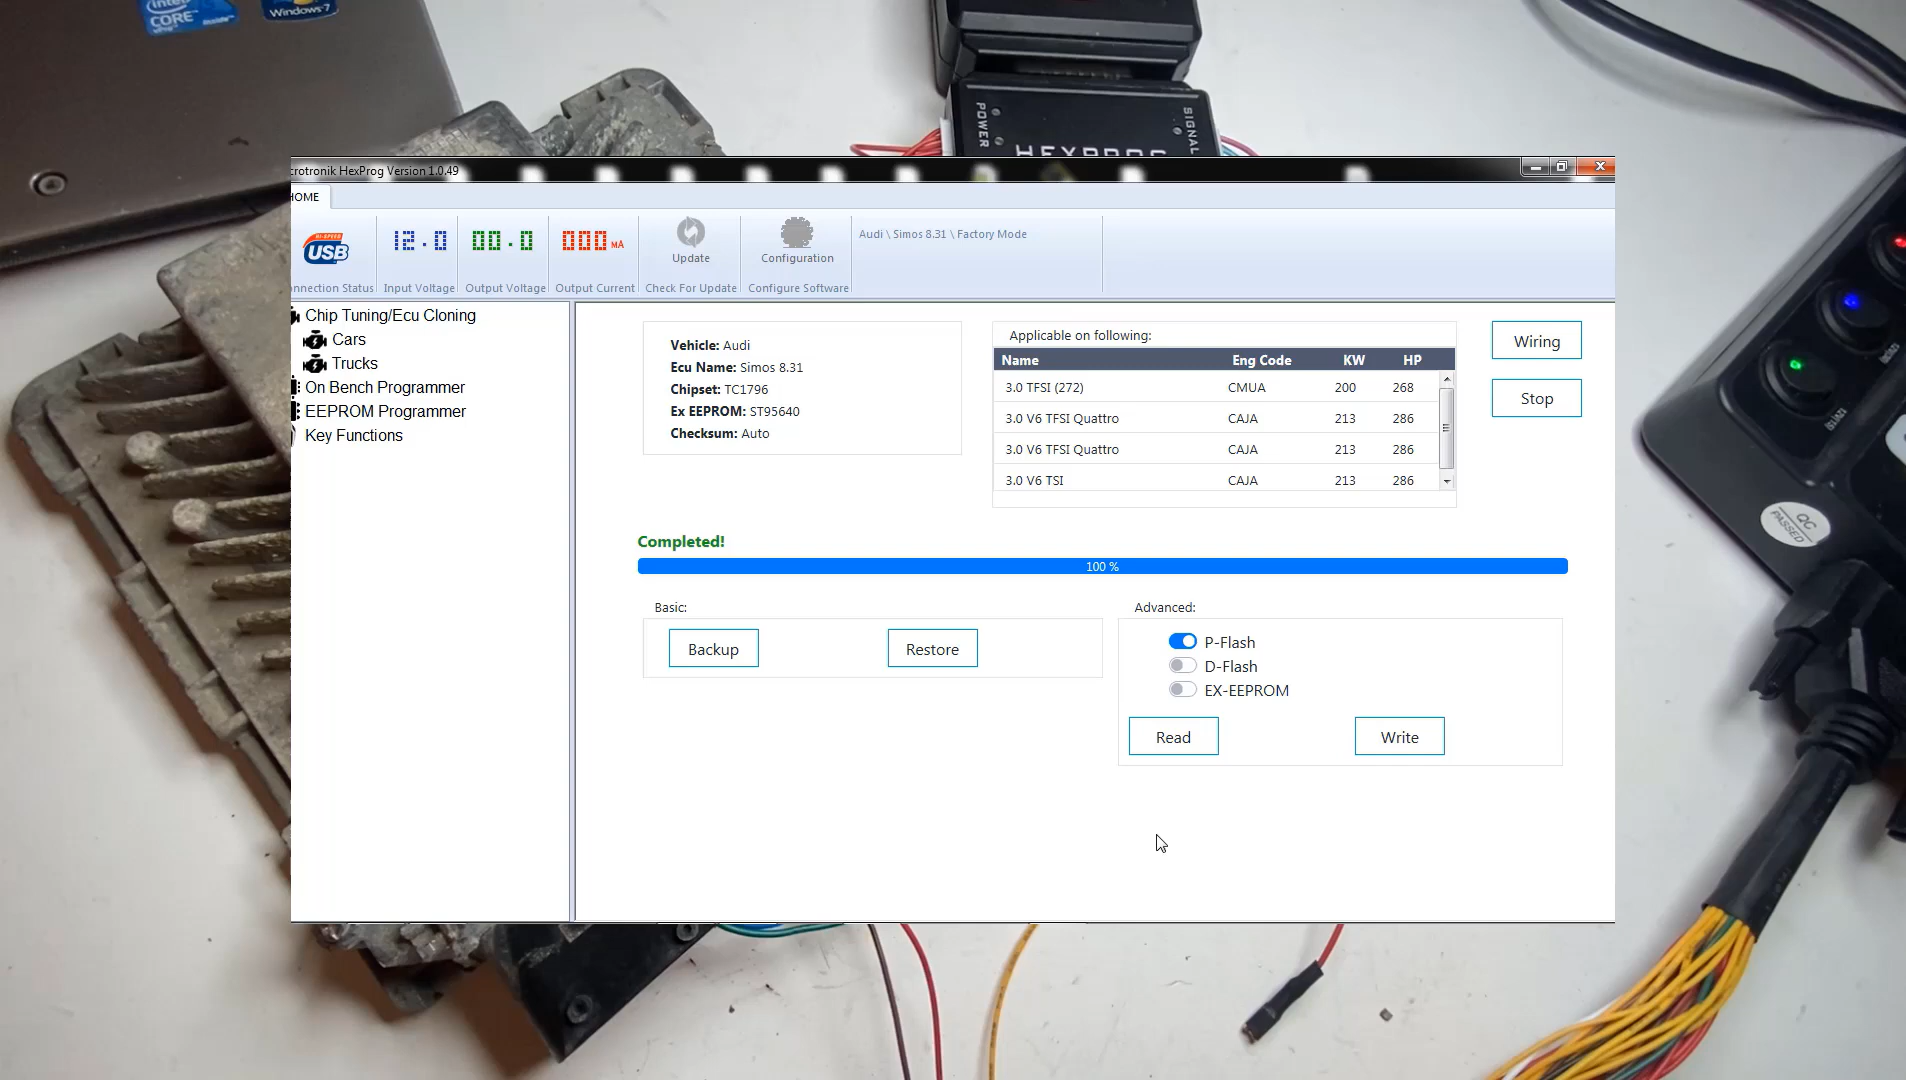 intel
CORE
inside
Windows 7
POWER
SIGNAL
HEXPROG
crotronik HexProg Version 1.0.49
HOME
HI-SPEED
USB
12.0
00.0
000 MA
Update
Configuration
Audi \ Simos 8.31 \ Factory Mode
nnection Status
Input Voltage
Output Voltage
Output Current
Check For Update
Configure Software
Chip Tuning/Ecu Cloning
Cars
Trucks
On Bench Programmer
EEPROM Programmer
Key Functions
Vehicle: Audi
Ecu Name: Simos 8.31
Chipset: TC1796
Ex EEPROM: ST95640
Checksum: Auto
Applicable on following:
Name Eng Code KW HP
3.0 TFSI (272) CMUA 200 268
3.0 V6 TFSI Quattro CAJA 213 286
3.0 V6 TFSI Quattro CAJA 213 286
3.0 V6 TSI CAJA 213 286
Wiring
Stop
Completed!
100 %
Basic:
Backup
Restore
Advanced:
P-Flash
D-Flash
EX-EEPROM
Read
Write
QC
PASSED